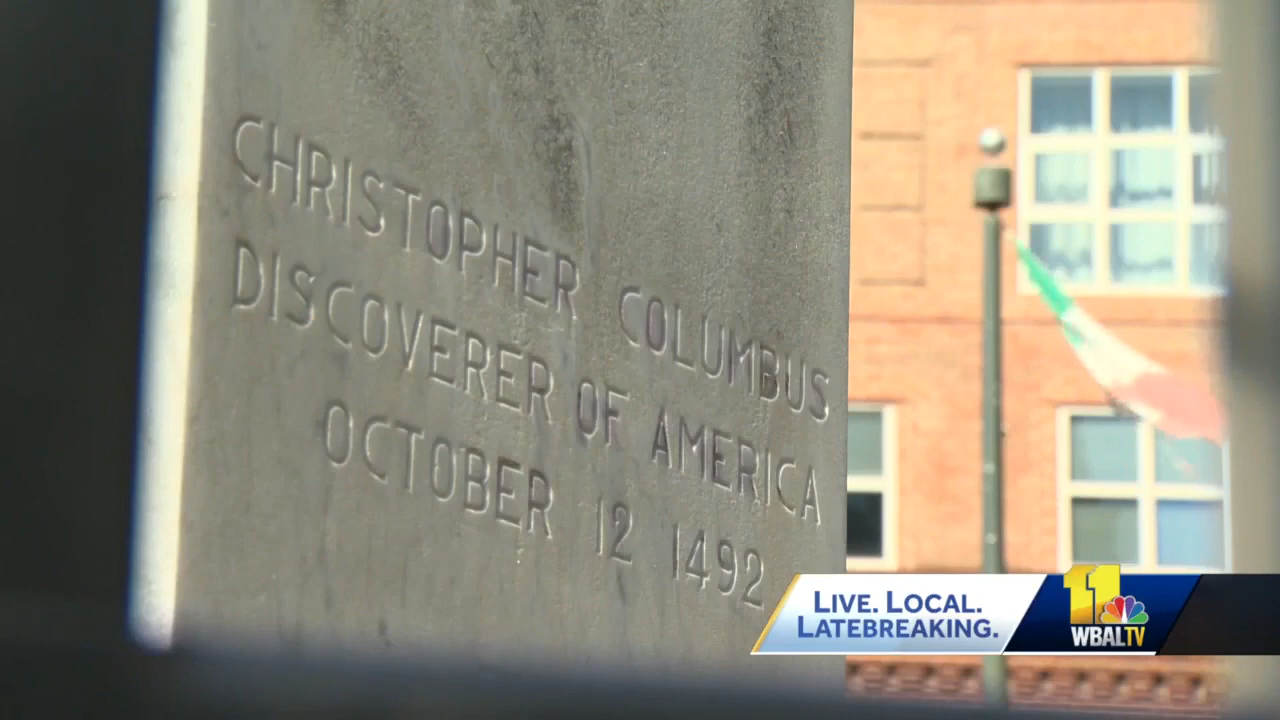 CHRISTOPHER COLUMBUS
DISCOVERER OF AMERICA
OCTOBER 12 1492
LIVE. LOCAL.
LATEBREAKING.
11
WBALTV